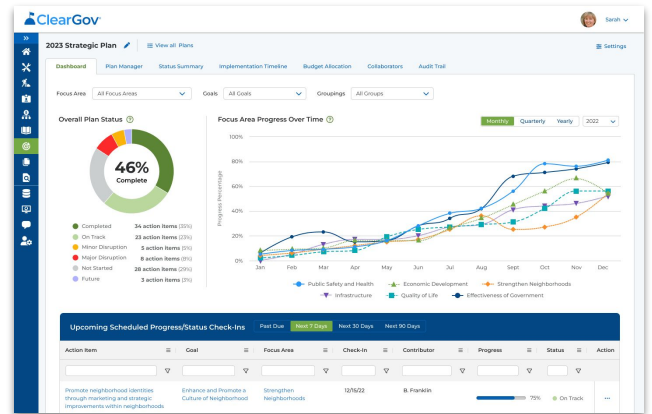 ClearGov
Sarah
2023 Strategic Plan
View all Plans
Settings
Dashboard
Plan Manager
Status Summary
Implementation Timeline
Budget Allocation
Collaborators
Audit Trail
Focus Area
All Focus Areas
Goals
All Goals
Groupings
All Groups
Overall Plan Status
46%
Complete
Completed 34 action items (35%)
On Track 23 action items (23%)
Minor Disruption 5 action items (5%)
Major Disruption 8 action items (8%)
Not Started 28 action items (29%)
Future 3 action items (3%)
Focus Area Progress Over Time
Monthly Quarterly Yearly 2022
Progress Percentage
100%
80%
60%
40%
20%
0%
Jan Feb Mar Apr May Jun Jul Aug Sept Oct Nov Dec
Public Safety and Health Economic Development Strengthen Neighborhoods
Infrastructure Quality of Life Effectiveness of Government
Upcoming Scheduled Progress/Status Check-Ins
Past Due Next 7 Days Next 30 Days Next 90 Days
Action Item Goal Focus Area Check-In Contributor Progress Status Action
Promote neighborhood identities
through marketing and strategic
improvements within neighborhoods
Enhance and Promote a
Culture of Neighborhood
Strengthen
Neighborhoods
12/15/22
B. Franklin
75%
On Track